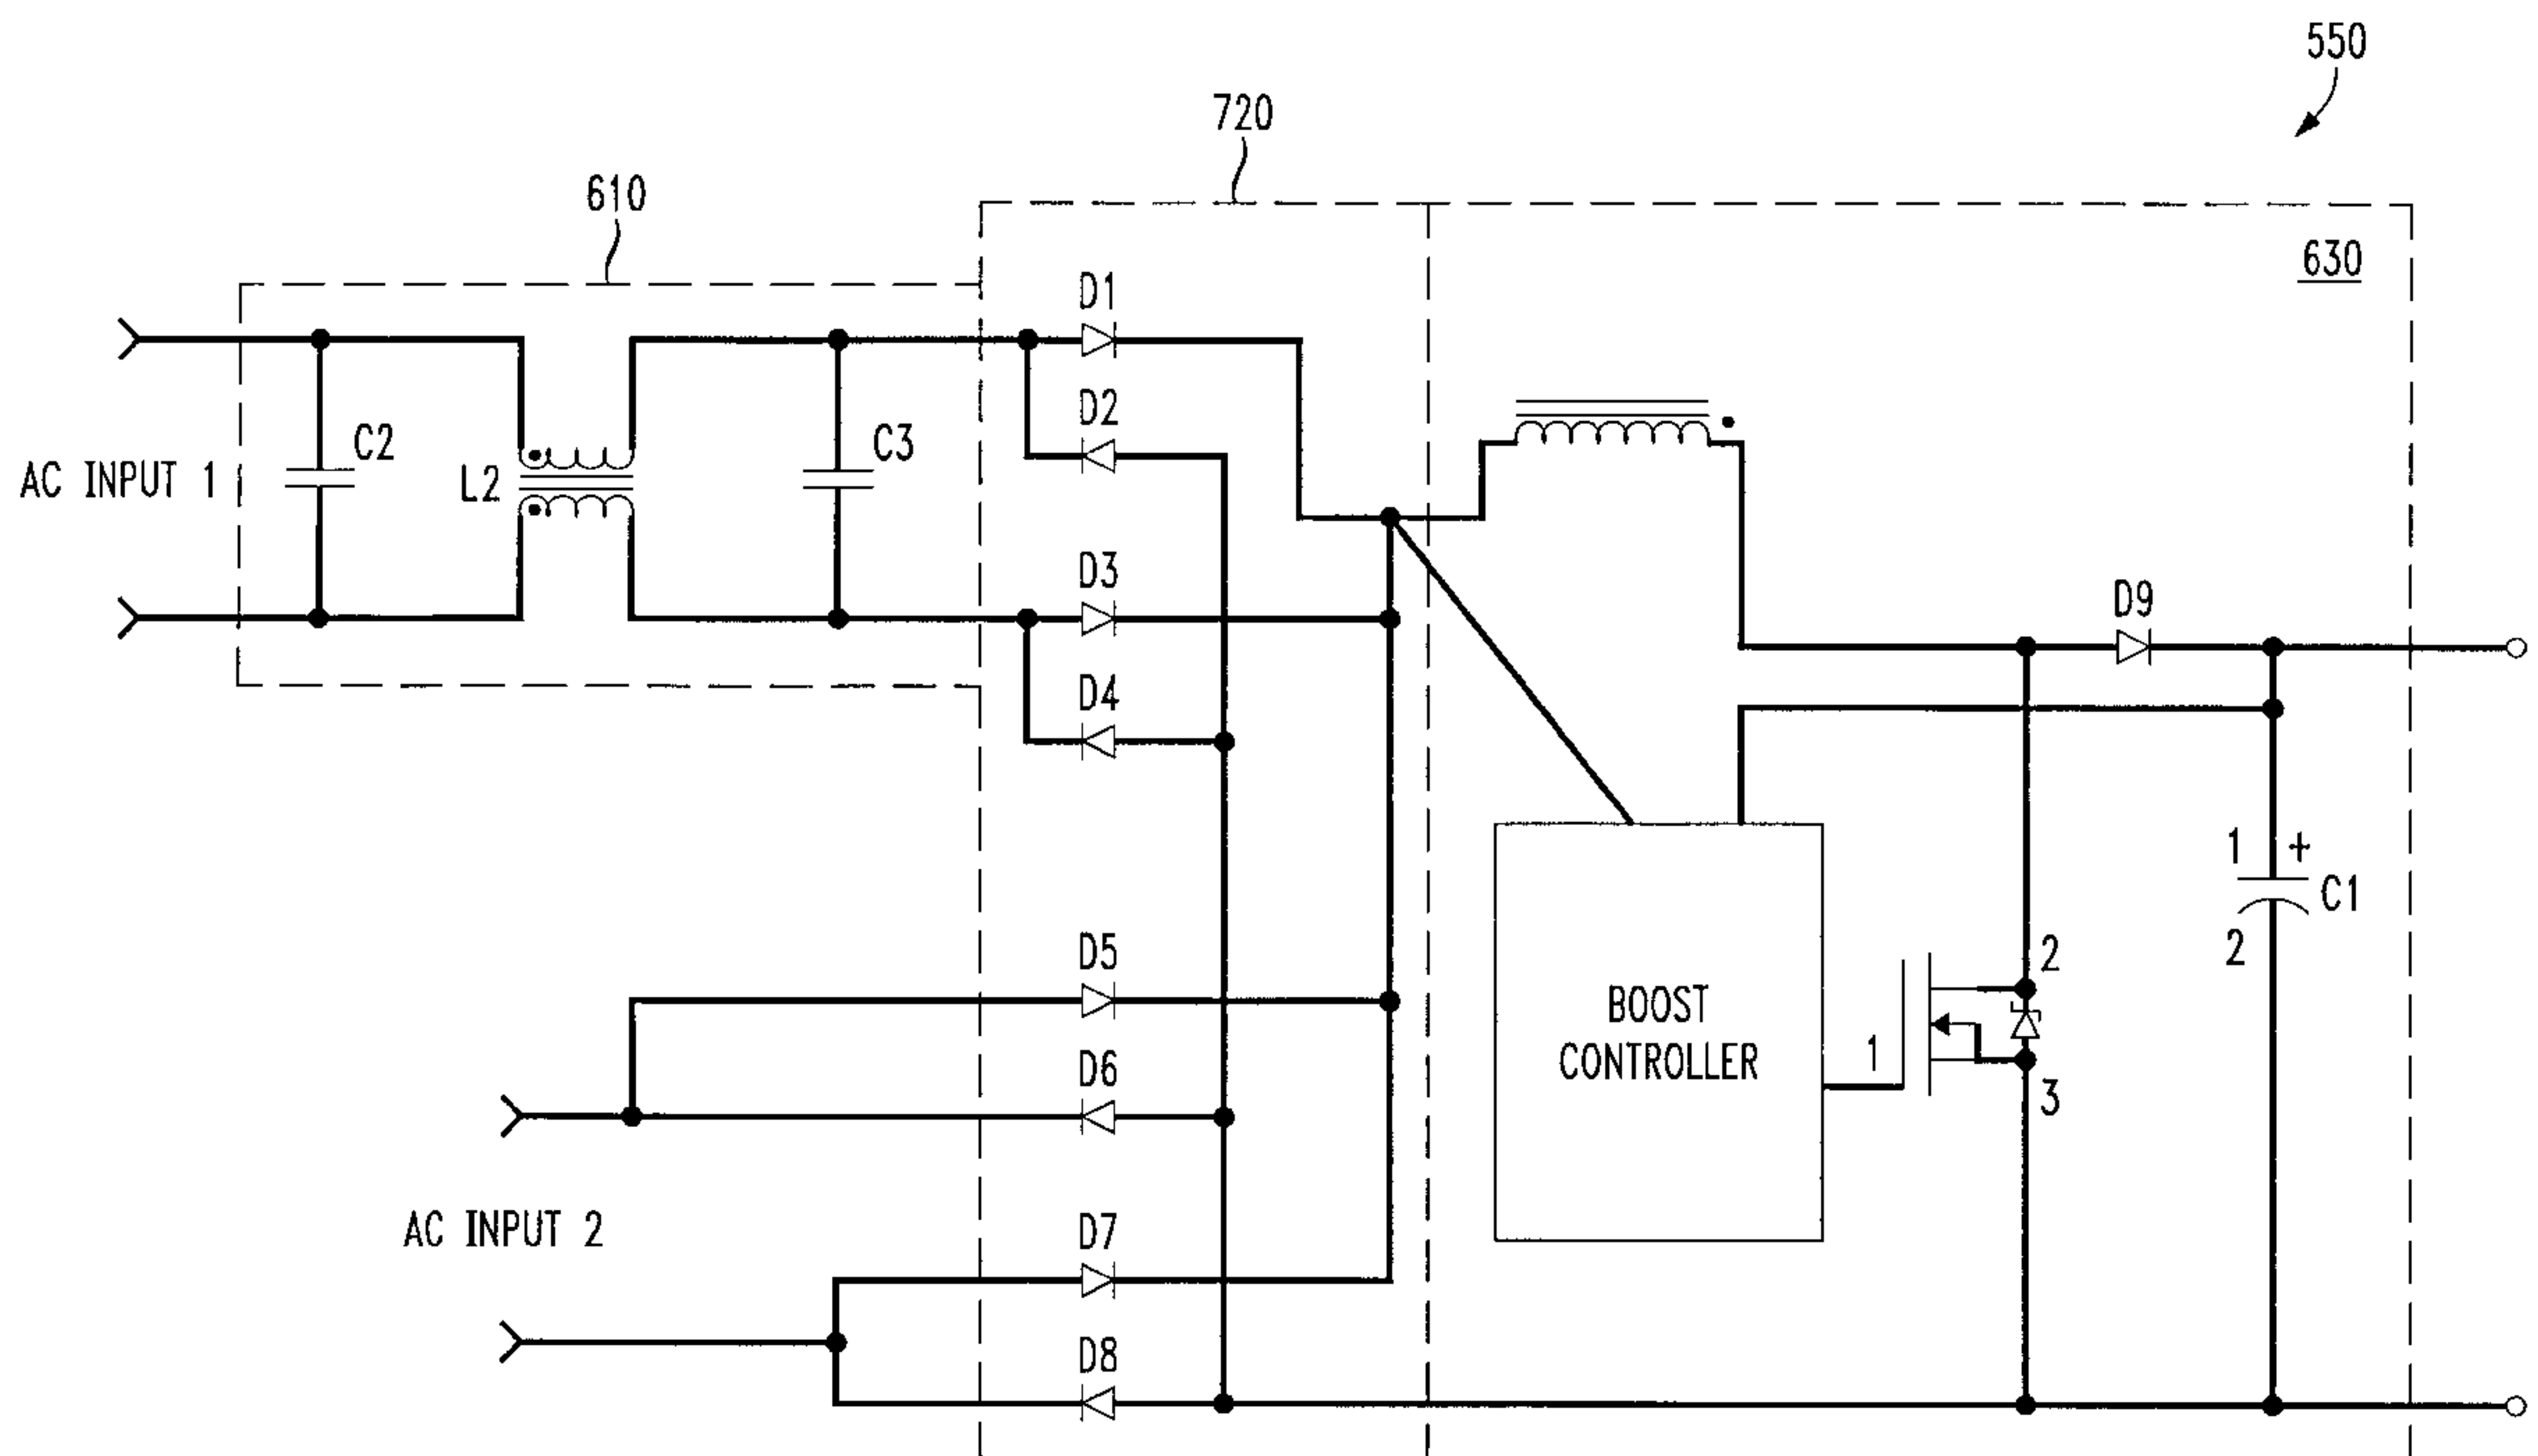 550
720
610
630
D1
D2
C2
C3
AC INPUT 1
L2
D3
D9
D4
1 +
C1
2
D5
2
BOOST
CONTROLLER
1
D6
3
D7
AC INPUT 2
D8